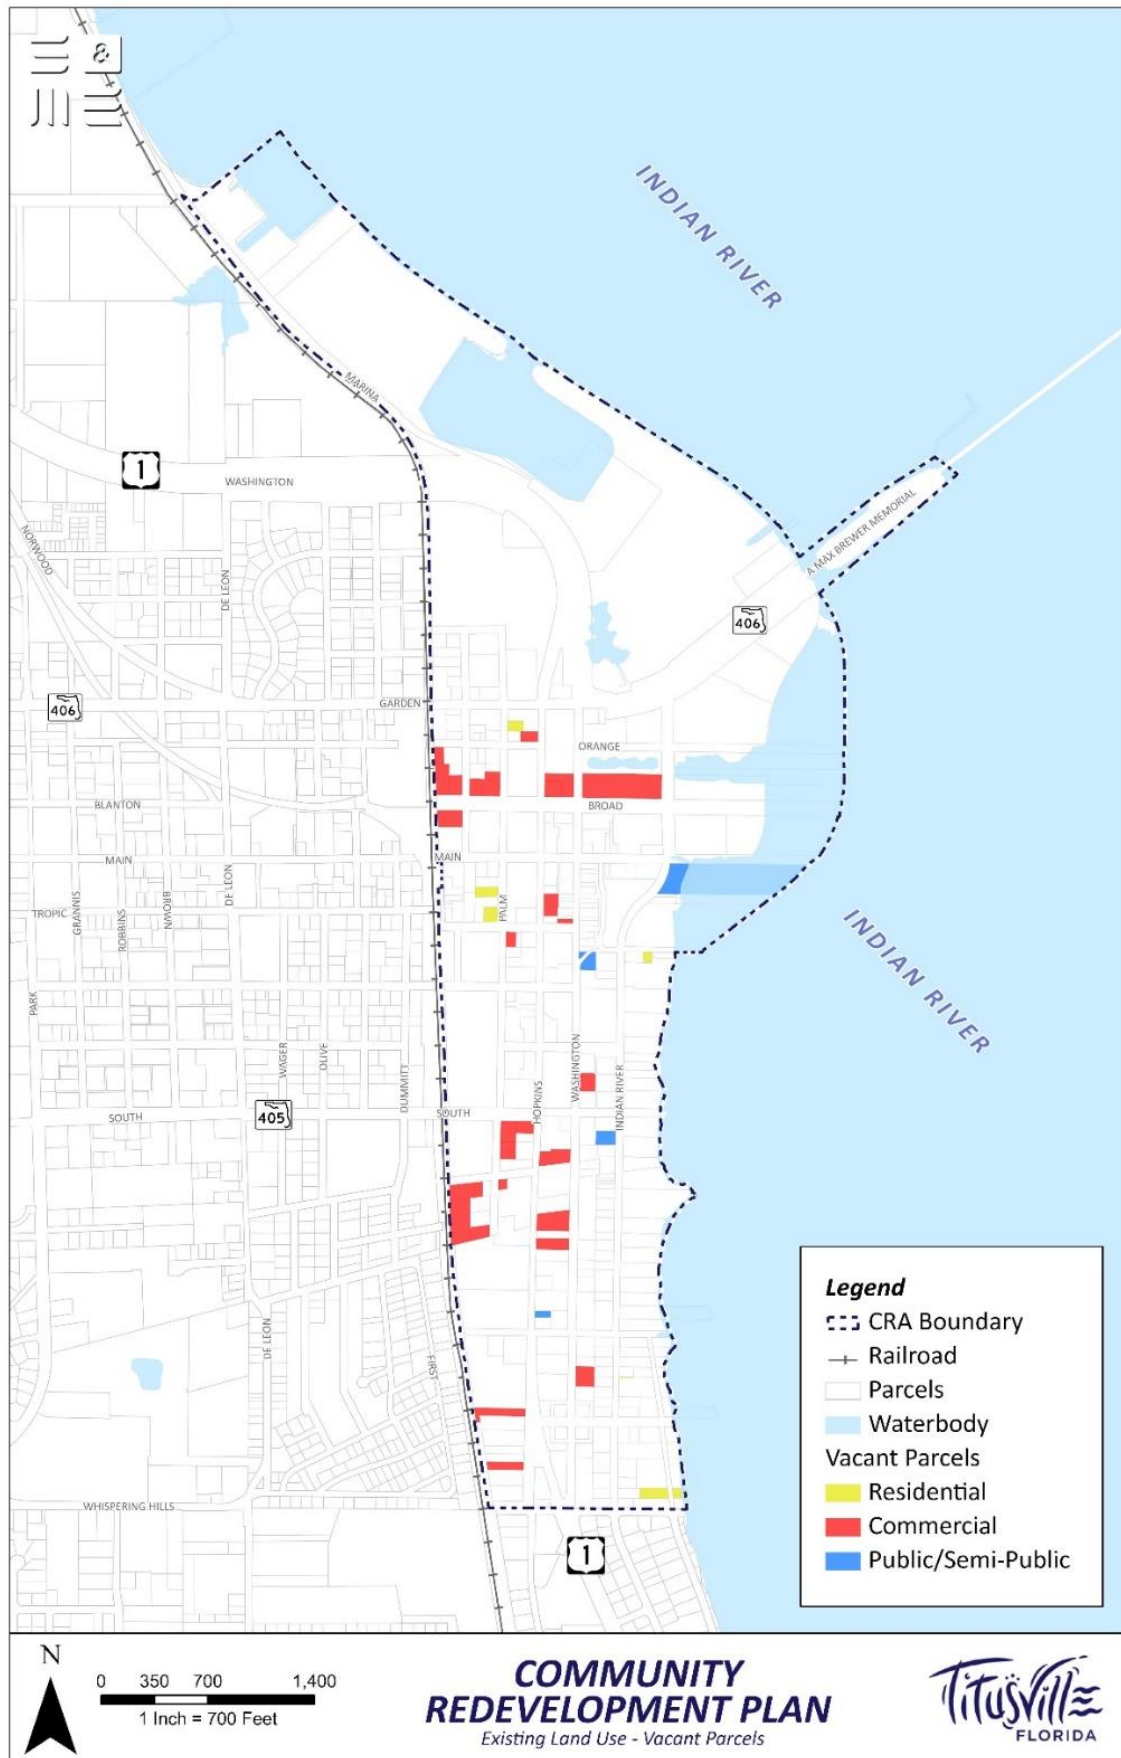 &
INDIAN RIVER
MARINA
1
WASHINGTON
A MAX BREWER MEMORIAL
NORWOOD
DE LEON
406
406
GARDEN
ORANGE
BLANTON
BROAD
MAIN
MAIN
DE LEON
GRANNIS
BROWN
PALM
TROPIC
ROBBINS
INDIAN RIVER
PARK
WAGER
OLIVE
WASHINGTON
DUMMITT
INDIAN RIVER
HOPKINS
405
SOUTH
SOUTH
DE LEON
FIRST
WHISPERING HILLS
1
Legend
CRA Boundary
Railroad
Parcels
Waterbody
Vacant Parcels
Residential
Commercial
Public/Semi-Public
N
0 350 700 1,400
1 Inch = 700 Feet
COMMUNITY
REDEVELOPMENT PLAN
Existing Land Use - Vacant Parcels
Titusville
FLORIDA